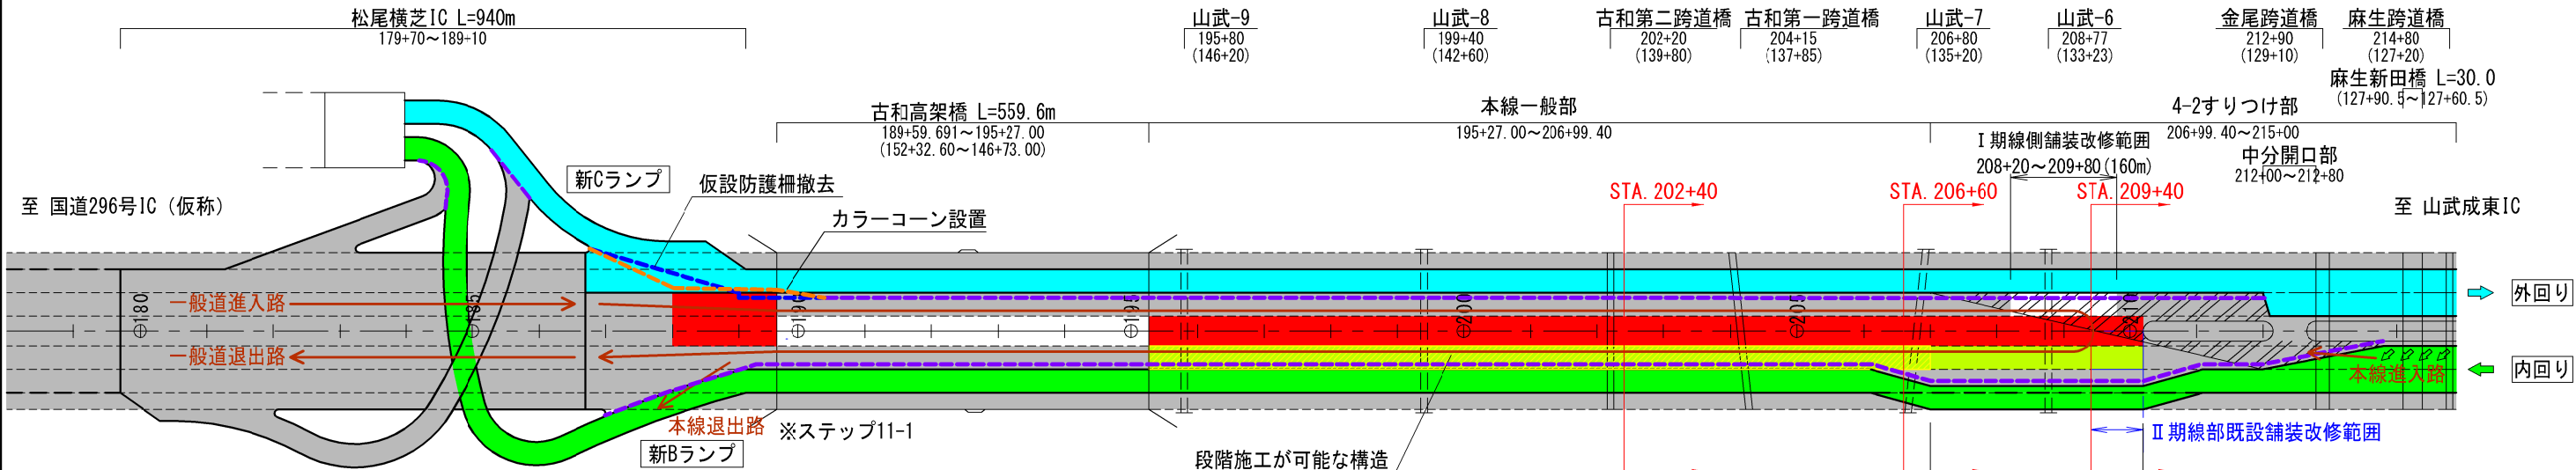 松尾横芝IC L=940m
179+70～189+10
山武-9
195+80
(146+20)
山武-8
199+40
(142+60)
古和第二跨道橋
202+20
(139+80)
古和第一跨道橋
204+15
(137+85)
山武-7
206+80
(135+20)
山武-6
208+77
(133+23)
金尾跨道橋
212+90
(129+10)
麻生跨道橋
214+80
(127+20)
麻生新田橋 L=30.0
(127+90.5～127+60.5)
古和高架橋 L=559.6m
189+59.691～195+27.00
(152+32.60～146+73.00)
本線一般部
195+27.00～206+99.40
4-2すりつけ部
206+99.40～215+00
Ⅰ期線側舗装改修範囲
208+20～209+80(160m)
中分開口部
212+00～212+80
新Cランプ
仮設防護柵撤去
カラーコーン設置
STA.202+40
STA.206+60
STA.209+40
至 国道296号IC（仮称）
至 山武成東IC
一般道進入路
一般道退出路
180
185
190
195
200
205
210
外回り
内回り
本線進入路
本線退出路
※ステップ11-1
新Bランプ
段階施工が可能な構造
Ⅱ期線部既設舗装改修範囲